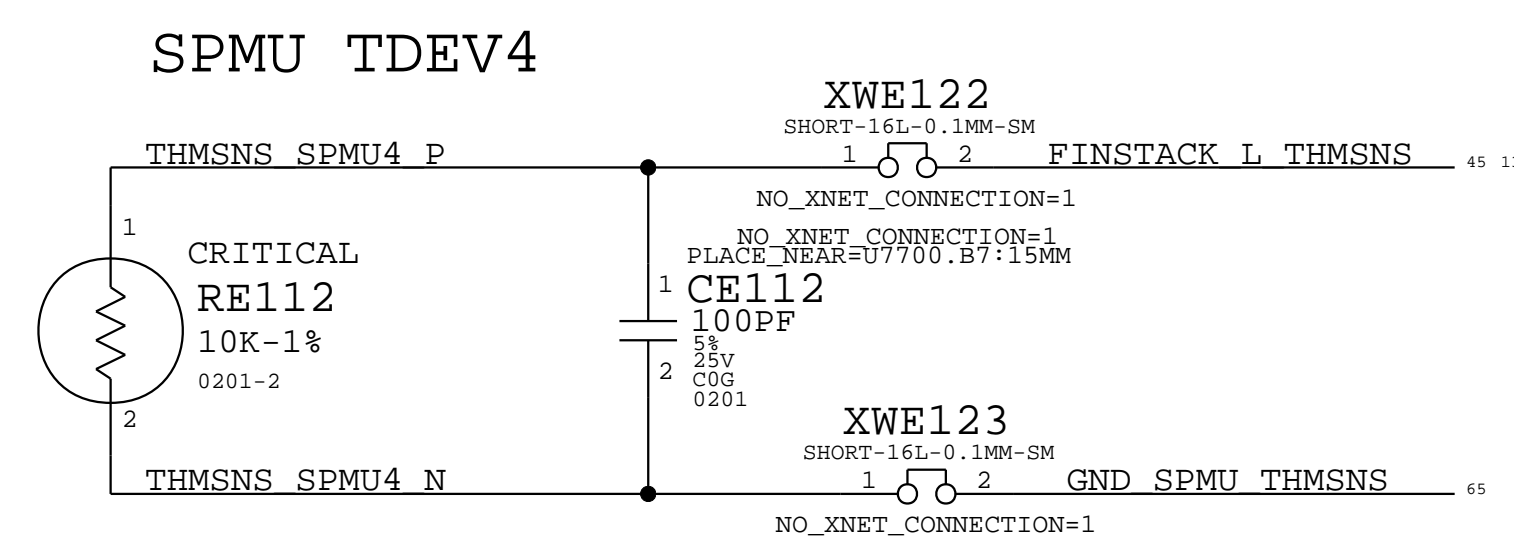 SPMU TDEV4
XWE122
SHORT-16L-0.1MM-SM
THMSNS_SPMU4_P
1
2
FINSTACK_L_THMSNS
45
NO_XNET_CONNECTION=1
1
NO_XNET_CONNECTION=1
CRITICAL
PLACE_NEAR=U7700.B7:15MM
1
CE112
RE112
100PF
10K-1%
5%
25V
2
C0G
0201-2
0201
2
XWE123
SHORT-16L-0.1MM-SM
THMSNS_SPMU4_N
1
2
GND_SPMU_THMSNS
65
NO_XNET_CONNECTION=1